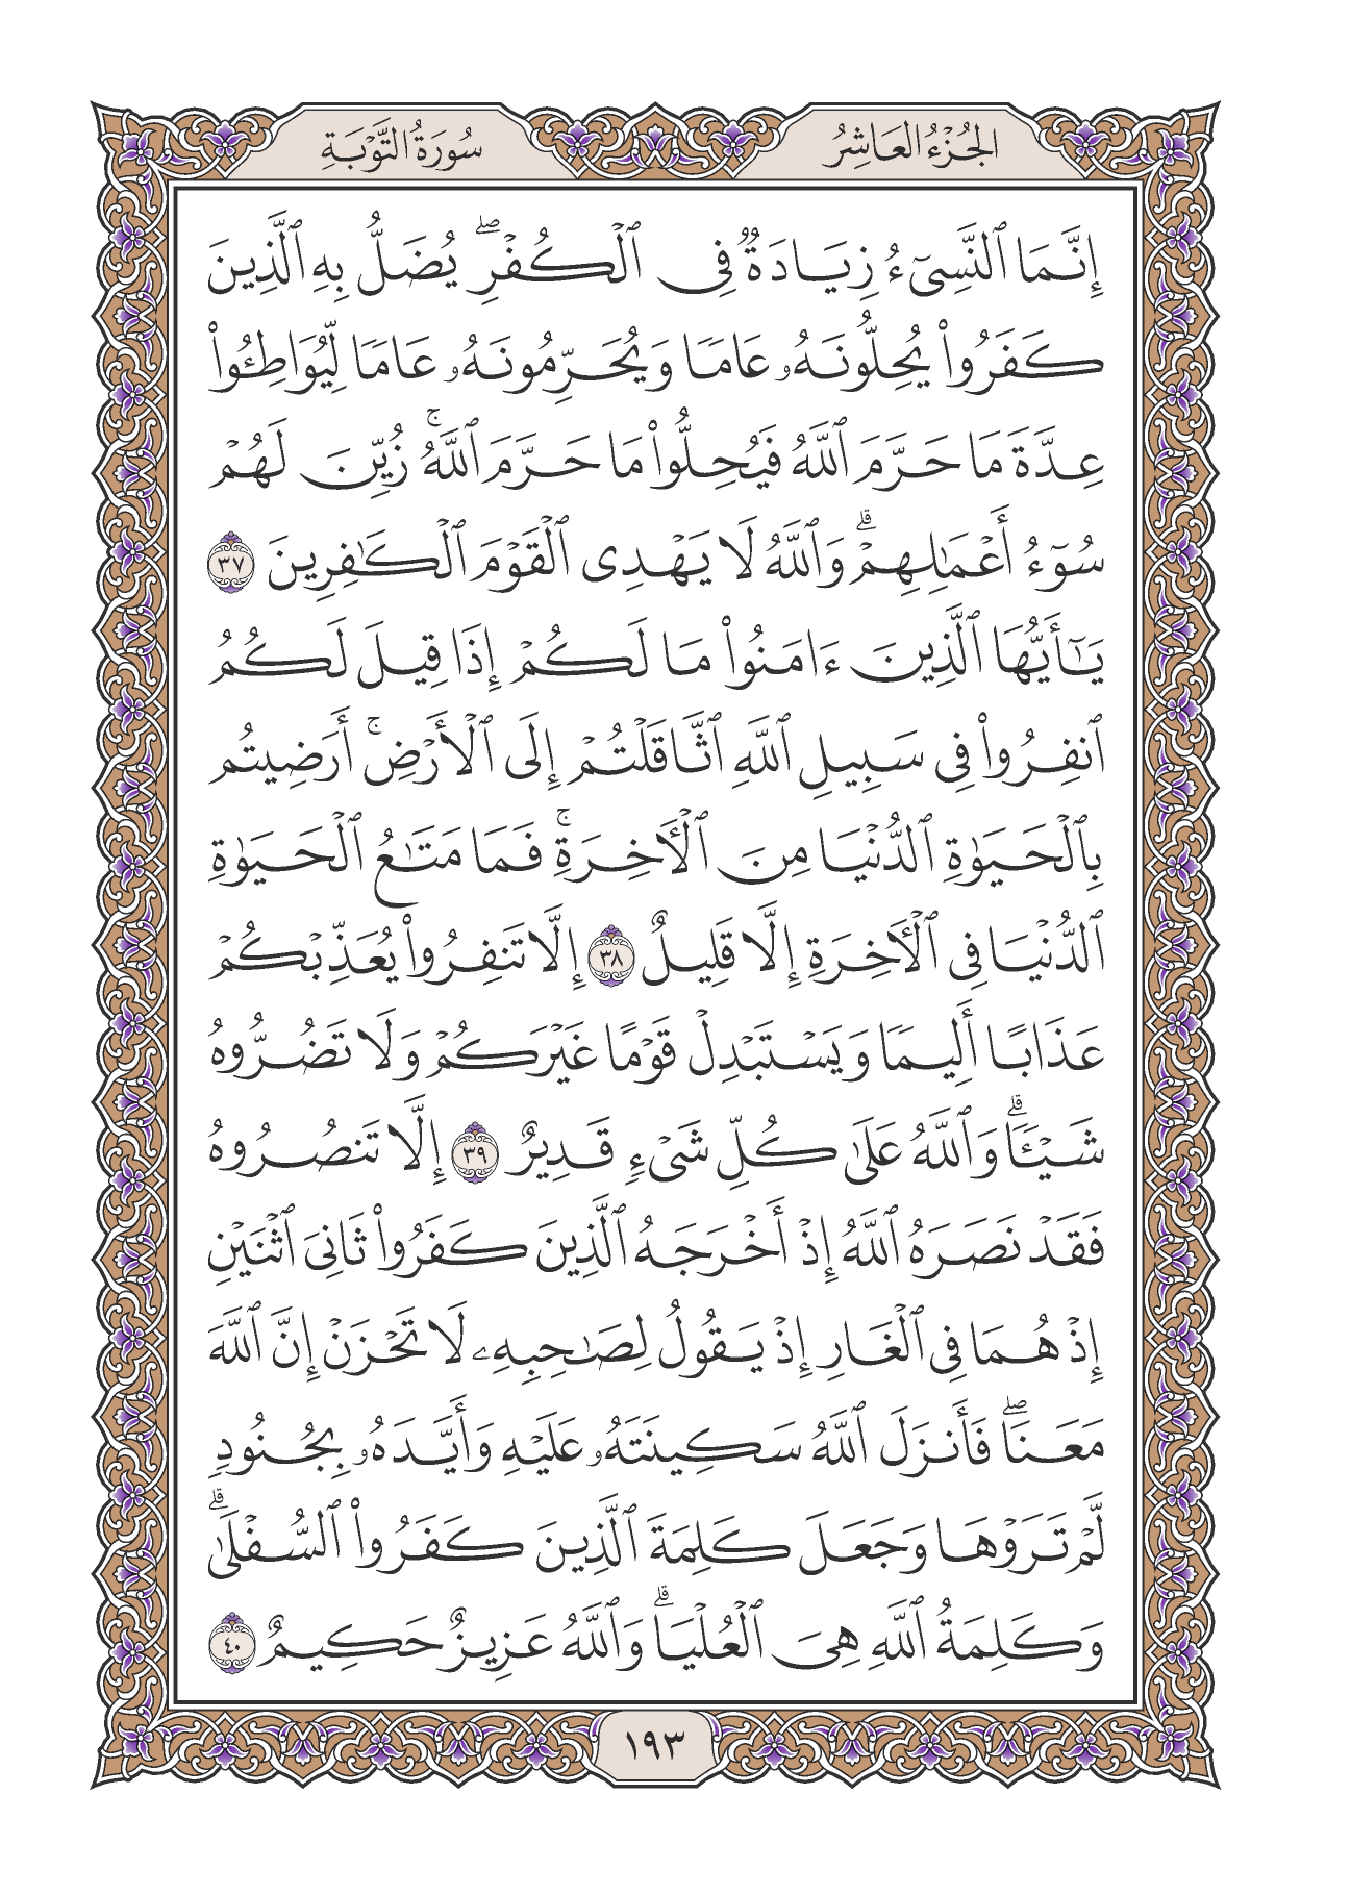 الجُزْءُ العَاشِرُ
سُورَةُ التَّوْبَةِ
إِنَّمَا ٱلنَّسِىٓءُ زِيَادَةٌ فِى ٱلْكُفْرِ ۖ يُضَلُّ بِهِ ٱلَّذِينَ
كَفَرُوا۟ يُحِلُّونَهُۥ عَامًا وَيُحَرِّمُونَهُۥ عَامًا لِّيُوَاطِـُٔوا۟
عِدَّةَ مَا حَرَّمَ ٱللَّهُ فَيُحِلُّوا۟ مَا حَرَّمَ ٱللَّهُ ۚ زُيِّنَ لَهُمْ
سُوٓءُ أَعْمَٰلِهِمْ ۗ وَٱللَّهُ لَا يَهْدِى ٱلْقَوْمَ ٱلْكَٰفِرِينَ ٣٧
يَٰٓأَيُّهَا ٱلَّذِينَ ءَامَنُوا۟ مَا لَكُمْ إِذَا قِيلَ لَكُمُ
ٱنفِرُوا۟ فِى سَبِيلِ ٱللَّهِ ٱثَّاقَلْتُمْ إِلَى ٱلْأَرْضِ ۚ أَرَضِيتُم
بِٱلْحَيَوٰةِ ٱلدُّنْيَا مِنَ ٱلْـَٔاخِرَةِ ۚ فَمَا مَتَٰعُ ٱلْحَيَوٰةِ
ٱلدُّنْيَا فِى ٱلْـَٔاخِرَةِ إِلَّا قَلِيلٌ ٣٨ إِلَّا تَنفِرُوا۟ يُعَذِّبْكُمْ
عَذَابًا أَلِيمًا وَيَسْتَبْدِلْ قَوْمًا غَيْرَكُمْ وَلَا تَضُرُّوهُ
شَيْـًٔا ۗ وَٱللَّهُ عَلَىٰ كُلِّ شَىْءٍ قَدِيرٌ ٣٩ إِلَّا تَنصُرُوهُ
فَقَدْ نَصَرَهُ ٱللَّهُ إِذْ أَخْرَجَهُ ٱلَّذِينَ كَفَرُوا۟ ثَانِىَ ٱثْنَيْنِ
إِذْ هُمَا فِى ٱلْغَارِ إِذْ يَقُولُ لِصَٰحِبِهِۦ لَا تَحْزَنْ إِنَّ ٱللَّهَ
مَعَنَا ۖ فَأَنزَلَ ٱللَّهُ سَكِينَتَهُۥ عَلَيْهِ وَأَيَّدَهُۥ بِجُنُودٍ
لَّمْ تَرَوْهَا وَجَعَلَ كَلِمَةَ ٱلَّذِينَ كَفَرُوا۟ ٱلسُّفْلَىٰ ۗ
وَكَلِمَةُ ٱللَّهِ هِىَ ٱلْعُلْيَا ۗ وَٱللَّهُ عَزِيزٌ حَكِيمٌ ٤٠
١٩٣